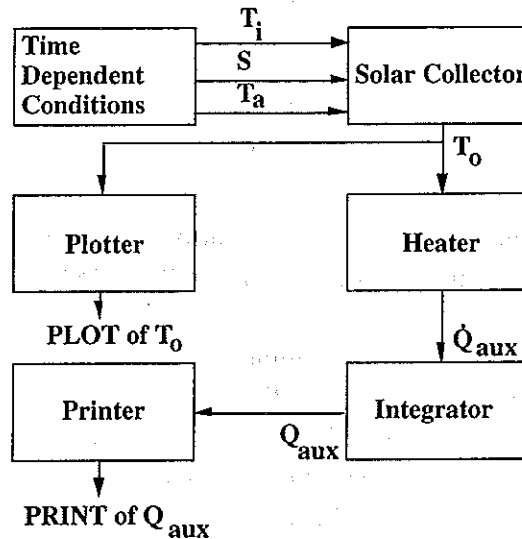 Time
Dependent
Conditions
T_i
S
T_a
Solar Collector
T_o
Plotter
Heater
PLOT of T_o
Q̇_aux
Printer
Integrator
Q_aux
PRINT of Q_aux